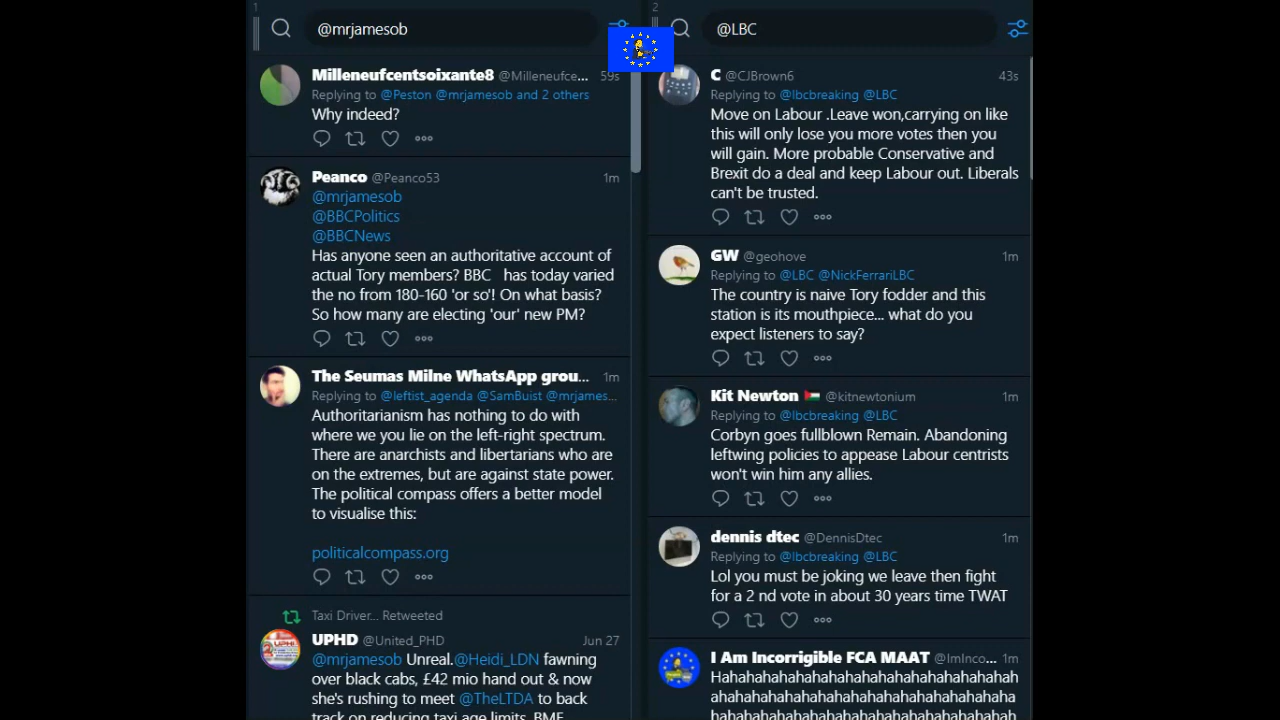 1
@mrjamesob
Milleneufcentsoixante8 @Milleneufce... 59s
Replying to @Peston @mrjamesob and 2 others
Why indeed?
Peanco @Peanco53 1m
@mrjamesob
@BBCPolitics
@BBCNews
Has anyone seen an authoritative account of
actual Tory members? BBC has today varied
the no from 180-160 'or so'! On what basis?
So how many are electing 'our' new PM?
The Seumas Milne WhatsApp grou... 1m
Replying to @leftist_agenda @SamBuist @mrjames...
Authoritarianism has nothing to do with
where we you lie on the left-right spectrum.
There are anarchists and libertarians who are
on the extremes, but are against state power.
The political compass offers a better model
to visualise this:
politicalcompass.org
Taxi Driver... Retweeted
UPHD @United_PHD Jun 27
@mrjamesob Unreal.@Heidi_LDN fawning
over black cabs, £42 mio hand out & now
she's rushing to meet @TheLTDA to back
track on reducing taxi age limits. BME
2
@LBC
C @CJBrown6 43s
Replying to @lbcbreaking @LBC
Move on Labour .Leave won,carrying on like
this will only lose you more votes then you
will gain. More probable Conservative and
Brexit do a deal and keep Labour out. Liberals
can't be trusted.
GW @geohove 1m
Replying to @LBC @NickFerrariLBC
The country is naive Tory fodder and this
station is its mouthpiece... what do you
expect listeners to say?
Kit Newton @kitnewtonium 1m
Replying to @lbcbreaking @LBC
Corbyn goes fullblown Remain. Abandoning
leftwing policies to appease Labour centrists
won't win him any allies.
dennis dtec @DennisDtec 1m
Replying to @lbcbreaking @LBC
Lol you must be joking we leave then fight
for a 2 nd vote in about 30 years time TWAT
I Am Incorrigible FCA MAAT @ImInco... 1m
Hahahahahahahahahahahahahahahahahah
ahahahahahahahahahahahahahahahahaha
hahahahahahahahahahahahahahahahahah